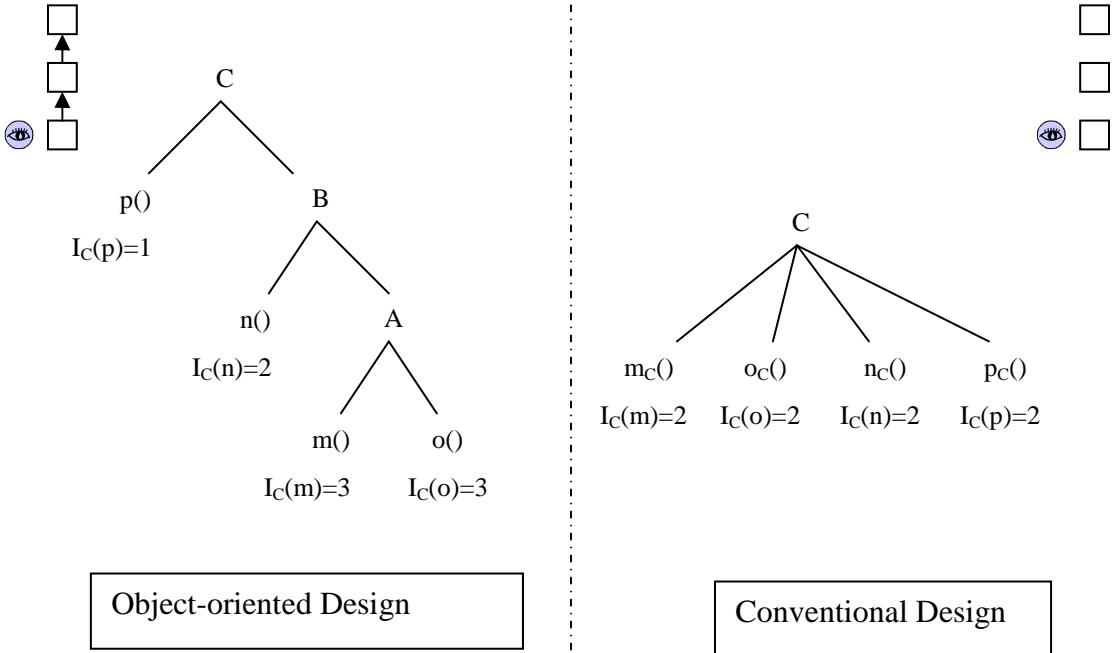 C
p()
B
I_C(p)=1
n()
A
I_C(n)=2
m()
o()
I_C(m)=3
I_C(o)=3
Object-oriented Design
C
m_C()
o_C()
n_C()
p_C()
I_C(m)=2
I_C(o)=2
I_C(n)=2
I_C(p)=2
Conventional Design